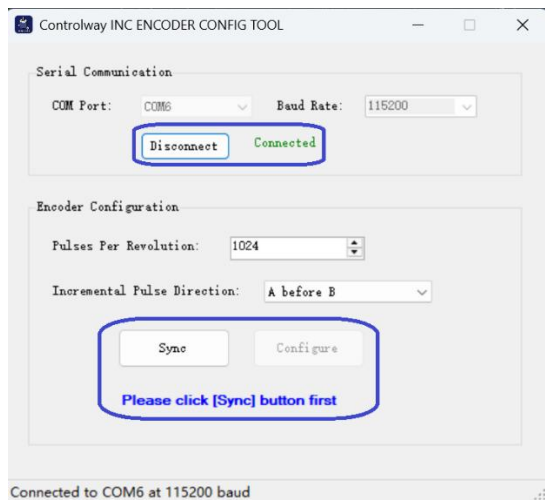 Controlway INC ENCODER CONFIG TOOL
Serial Communication
COM Port: COM6 Baud Rate: 115200
Disconnect Connected
Encoder Configuration
Pulses Per Revolution: 1024
Incremental Pulse Direction: A before B
Sync Configure
Please click [Sync] button first
Connected to COM6 at 115200 baud